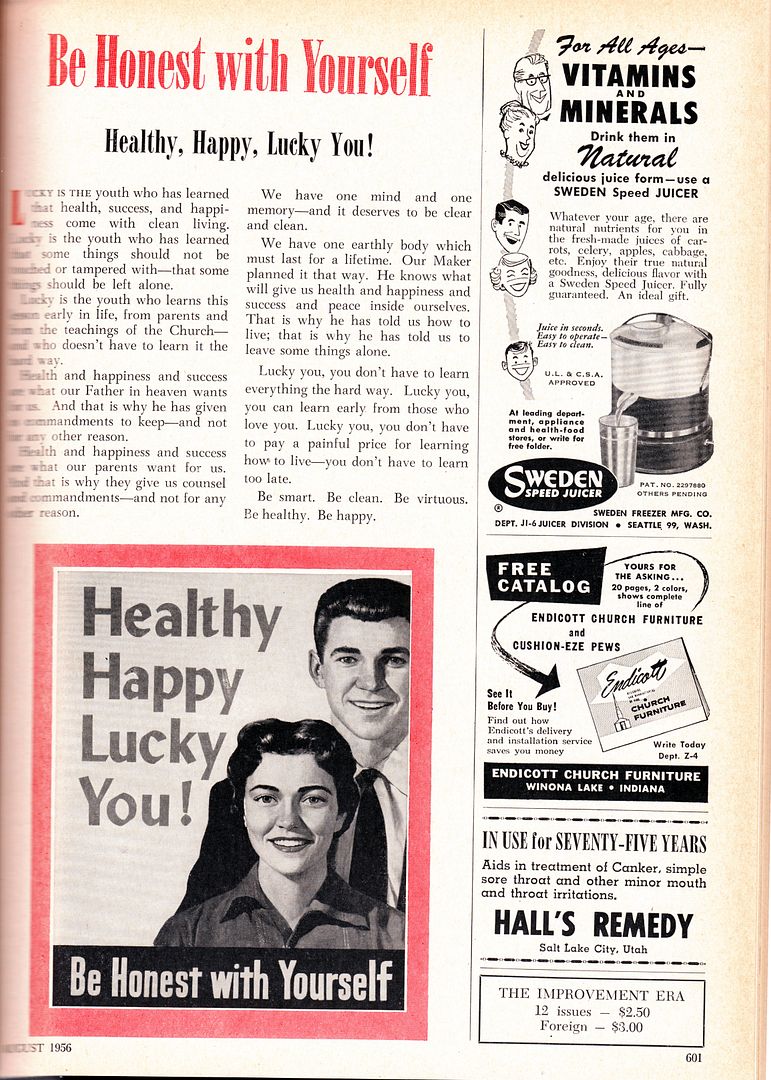 Be Honest with Yourself
Healthy, Happy, Lucky You!
LUCKY IS THE youth who has learned
that health, success, and happi-
ness come with clean living.
Lucky is the youth who has learned
that some things should not be
touched or tampered with—that some
things should be left alone.
Lucky is the youth who learns this
lesson early in life, from parents and
from the teachings of the Church—
and who doesn't have to learn it the
hard way.
Health and happiness and success
are what our Father in heaven wants
for us. And that is why he has given
us commandments to keep—and not
for any other reason.
Health and happiness and success
are what our parents want for us.
And that is why they give us counsel
and commandments—and not for any
other reason.
We have one mind and one
memory—and it deserves to be clear
and clean.
We have one earthly body which
must last for a lifetime. Our Maker
planned it that way. He knows what
will give us health and happiness and
success and peace inside ourselves.
That is why he has told us how to
live; that is why he has told us to
leave some things alone.
Lucky you, you don't have to learn
everything the hard way. Lucky you,
you can learn early from those who
love you. Lucky you, you don't have
to pay a painful price for learning
how to live—you don't have to learn
too late.
Be smart. Be clean. Be virtuous.
Be healthy. Be happy.
Healthy
Happy
Lucky
You!
Be Honest with Yourself
AUGUST 1956
For All Ages—
VITAMINS
AND
MINERALS
Drink them in
Natural
delicious juice form—use a
SWEDEN Speed JUICER
Whatever your age, there are
natural nutrients for you in
the fresh-made juices of car-
rots, celery, apples, cabbage,
etc. Enjoy their true natural
goodness, delicious flavor with
a Sweden Speed Juicer. Fully
guaranteed. An ideal gift.
Juice in seconds.
Easy to operate—
Easy to clean.
U.L. & C.S.A.
APPROVED
At leading depart-
ment, appliance
and health-food
stores, or write for
free folder.
PAT. NO. 2297880
OTHERS PENDING
SWEDEN
SPEED JUICER
®
SWEDEN FREEZER MFG. CO.
DEPT. JI-6 JUICER DIVISION • SEATTLE 99, WASH.
FREE
CATALOG
YOURS FOR
THE ASKING...
20 pages, 2 colors,
shows complete
line of
ENDICOTT CHURCH FURNITURE
and
CUSHION-EZE PEWS
See It
Before You Buy!
Find out how
Endicott's delivery
and installation service
saves you money
Endicott
CHURCH
FURNITURE
Write Today
Dept. Z-4
ENDICOTT CHURCH FURNITURE
WINONA LAKE • INDIANA
IN USE for SEVENTY-FIVE YEARS
Aids in treatment of Canker, simple
sore throat and other minor mouth
and throat irritations.
HALL'S REMEDY
Salt Lake City, Utah
THE IMPROVEMENT ERA
12 issues — $2.50
Foreign — $3.00
601